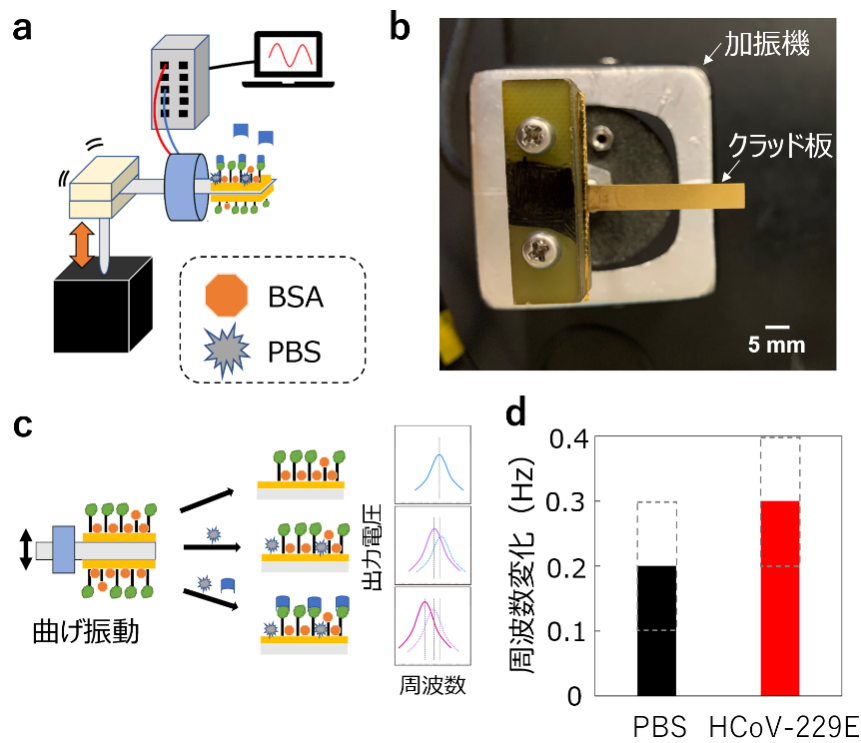 a
BSA
PBS
b
加振機
クラッド板
5 mm
c
曲げ振動
出力電圧
周波数
d
周波数変化 (Hz)
0.4
0.3
0.2
0.1
0
PBS
HCoV-229E